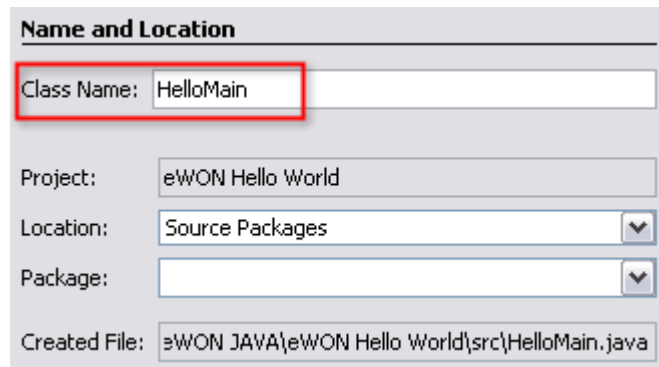 Name and Location
Class Name: HelloMain
Project: eWON Hello World
Location: Source Packages
Package:
Created File: eWON JAVA\eWON Hello World\src\HelloMain.java